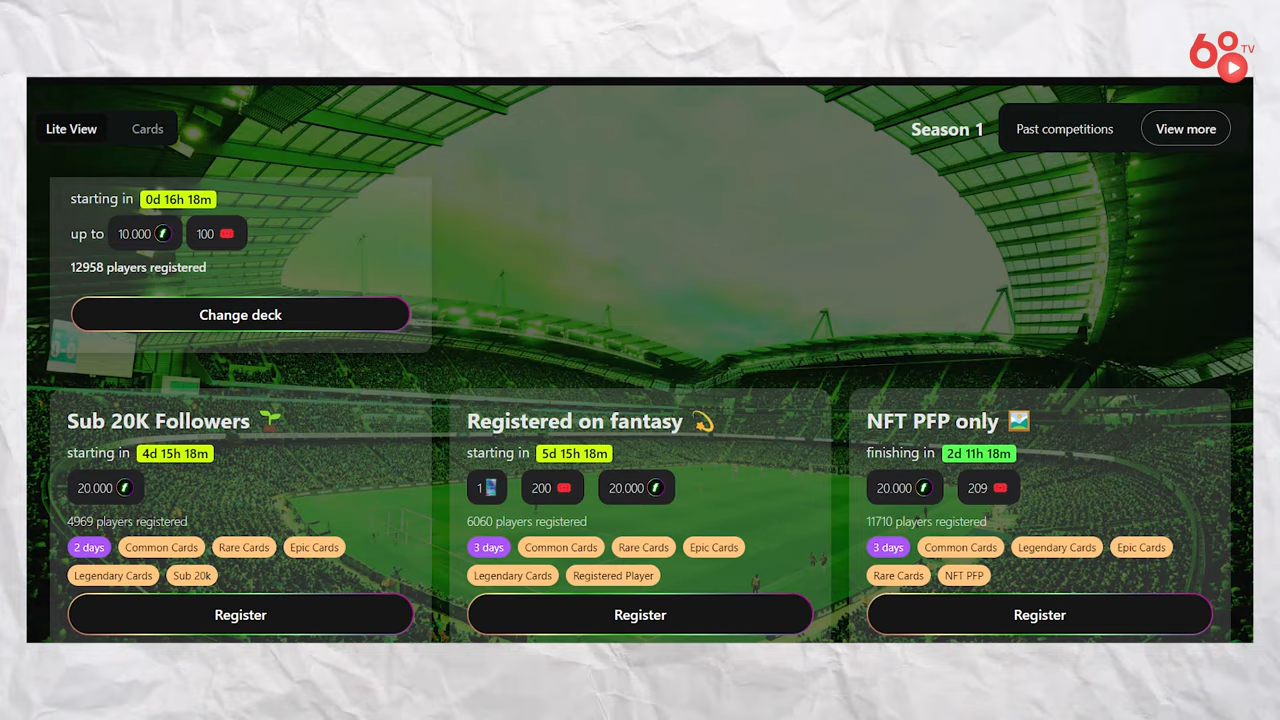 60 TV
Lite View Cards
Season 1 Past competitions View more
starting in 0d 16h 18m
up to 10.000 100
12958 players registered
Change deck
Sub 20K Followers
starting in 4d 15h 18m
20.000
4969 players registered
2 days Common Cards Rare Cards Epic Cards
Legendary Cards Sub 20k
Register
Registered on fantasy
starting in 5d 15h 18m
1 200 20.000
6060 players registered
3 days Common Cards Rare Cards Epic Cards
Legendary Cards Registered Player
Register
NFT PFP only
finishing in 2d 11h 18m
20.000 209
11710 players registered
3 days Common Cards Legendary Cards Epic Cards
Rare Cards NFT PFP
Register